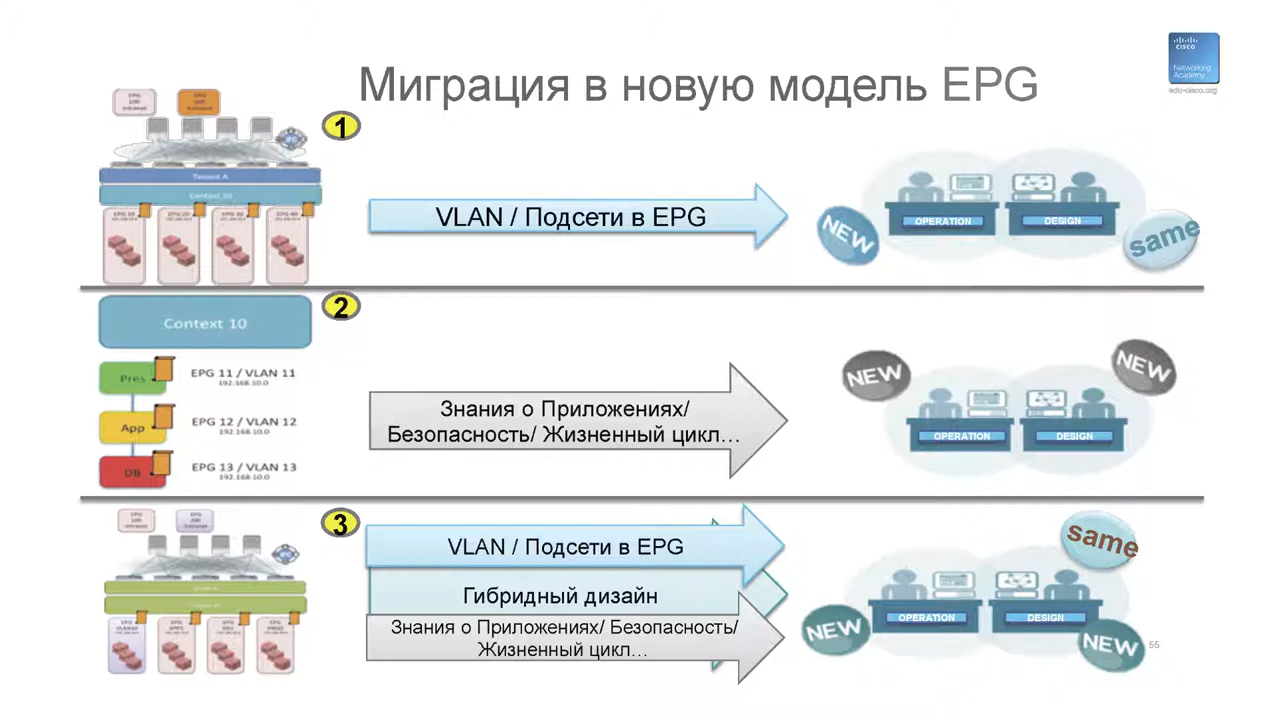 Миграция в новую модель EPG
cisco
Networking
Academy
edu-cisco.org
1
Tenant A
VLAN / Подсети в EPG
OPERATION
DESIGN
NEW
same
2
Context 10
Pres
EPG 11 / VLAN 11
192.168.10.0
App
EPG 12 / VLAN 12
192.168.10.0
DB
EPG 13 / VLAN 13
192.168.10.0
Знания о Приложениях/
Безопасность/ Жизненный цикл…
NEW
NEW
OPERATION
DESIGN
3
VLAN / Подсети в EPG
Гибридный дизайн
Знания о Приложениях/ Безопасность/
Жизненный цикл…
same
OPERATION
DESIGN
NEW
NEW
55